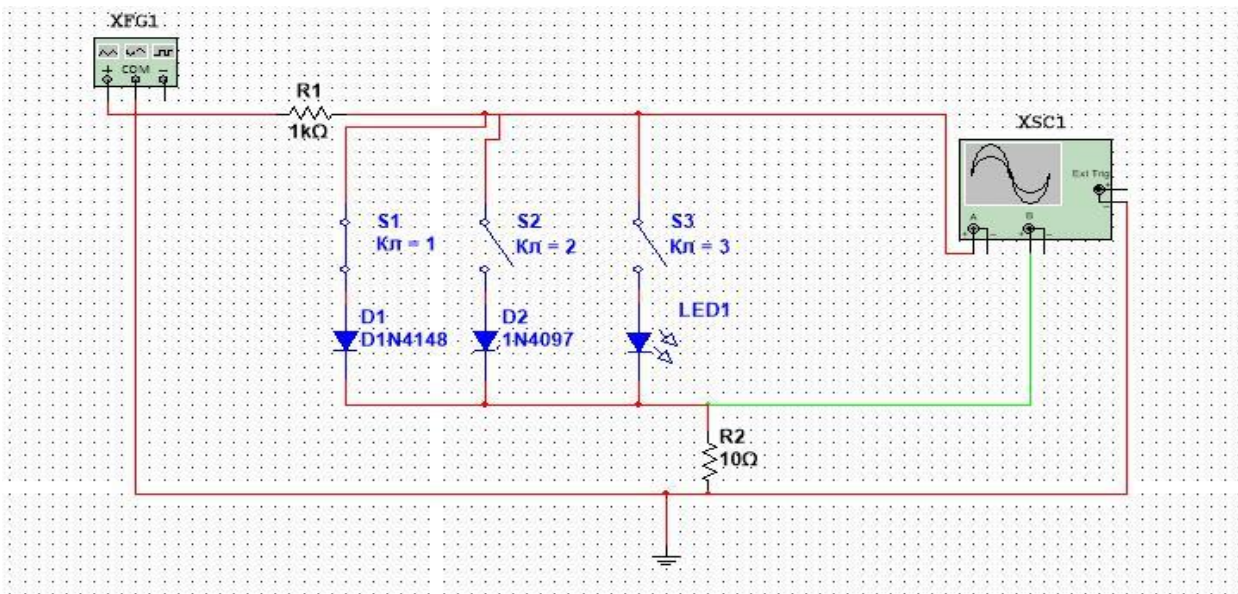 XFG1
COM
R1
1kΩ
XSC1
Ext Trig
A
B
S1
Кл = 1
S2
Кл = 2
S3
Кл = 3
D1
D1N4148
D2
1N4097
LED1
R2
10Ω